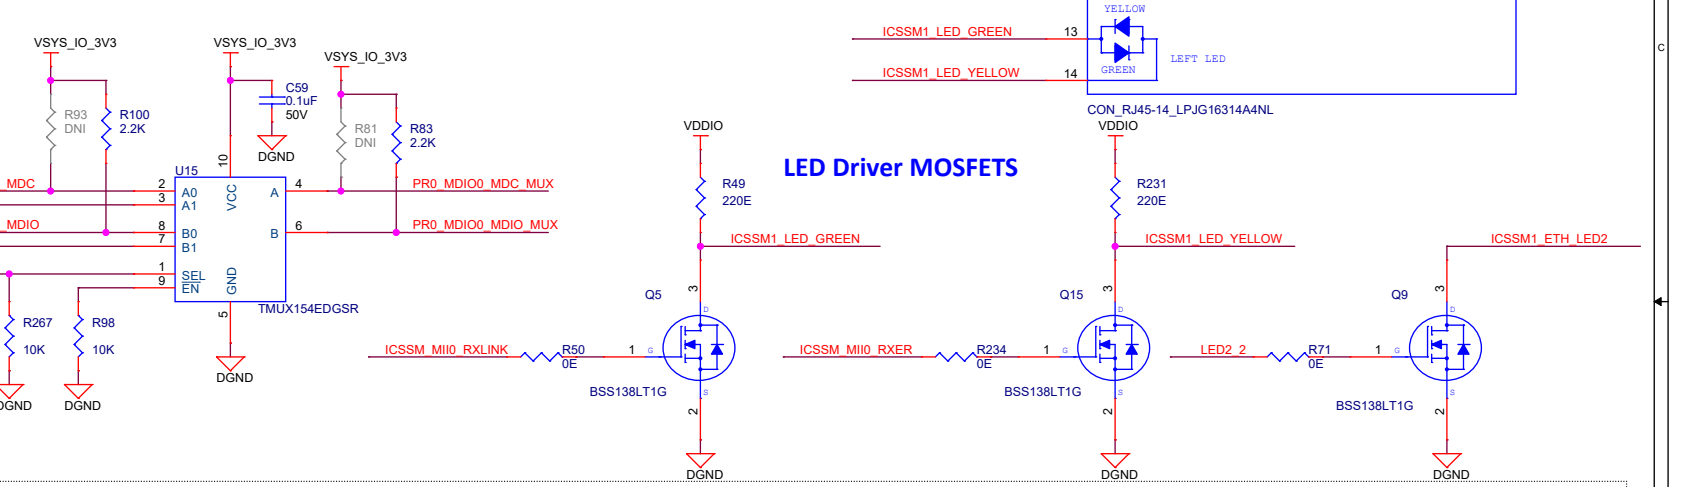 YELLOW
ICSSM1_LED_GREEN
13
ICSSM1_LED_YELLOW
14
GREEN
LEFT LED
C
CON_RJ45-14_LPJG16314A4NL
VSYS_IO_3V3
VSYS_IO_3V3
VSYS_IO_3V3
R93
DNI
R100
2.2K
C59
0.1uF
50V
DGND
R81
DNI
R83
2.2K
U15
10
VCC
_MDC
2
A0
3
A1
_MDIO
8
B0
7
B1
1
SEL
9
EN
GND
5
A
4
PR0_MDIO0_MDC_MUX
B
6
PR0_MDIO0_MDIO_MUX
TMUX154EDGSR
DGND
R267
10K
DGND
R98
10K
DGND
LED Driver MOSFETS
VDDIO
R49
220E
ICSSM1_LED_GREEN
3
Q5
D
ICSSM_MII0_RXLINK
R50
0E
1
G
S
BSS138LT1G
2
DGND
VDDIO
R231
220E
ICSSM1_LED_YELLOW
3
Q15
D
ICSSM_MII0_RXER
R234
0E
1
G
S
BSS138LT1G
2
DGND
ICSSM1_ETH_LED2
3
Q9
D
LED2_2
R71
0E
1
G
S
BSS138LT1G
2
DGND